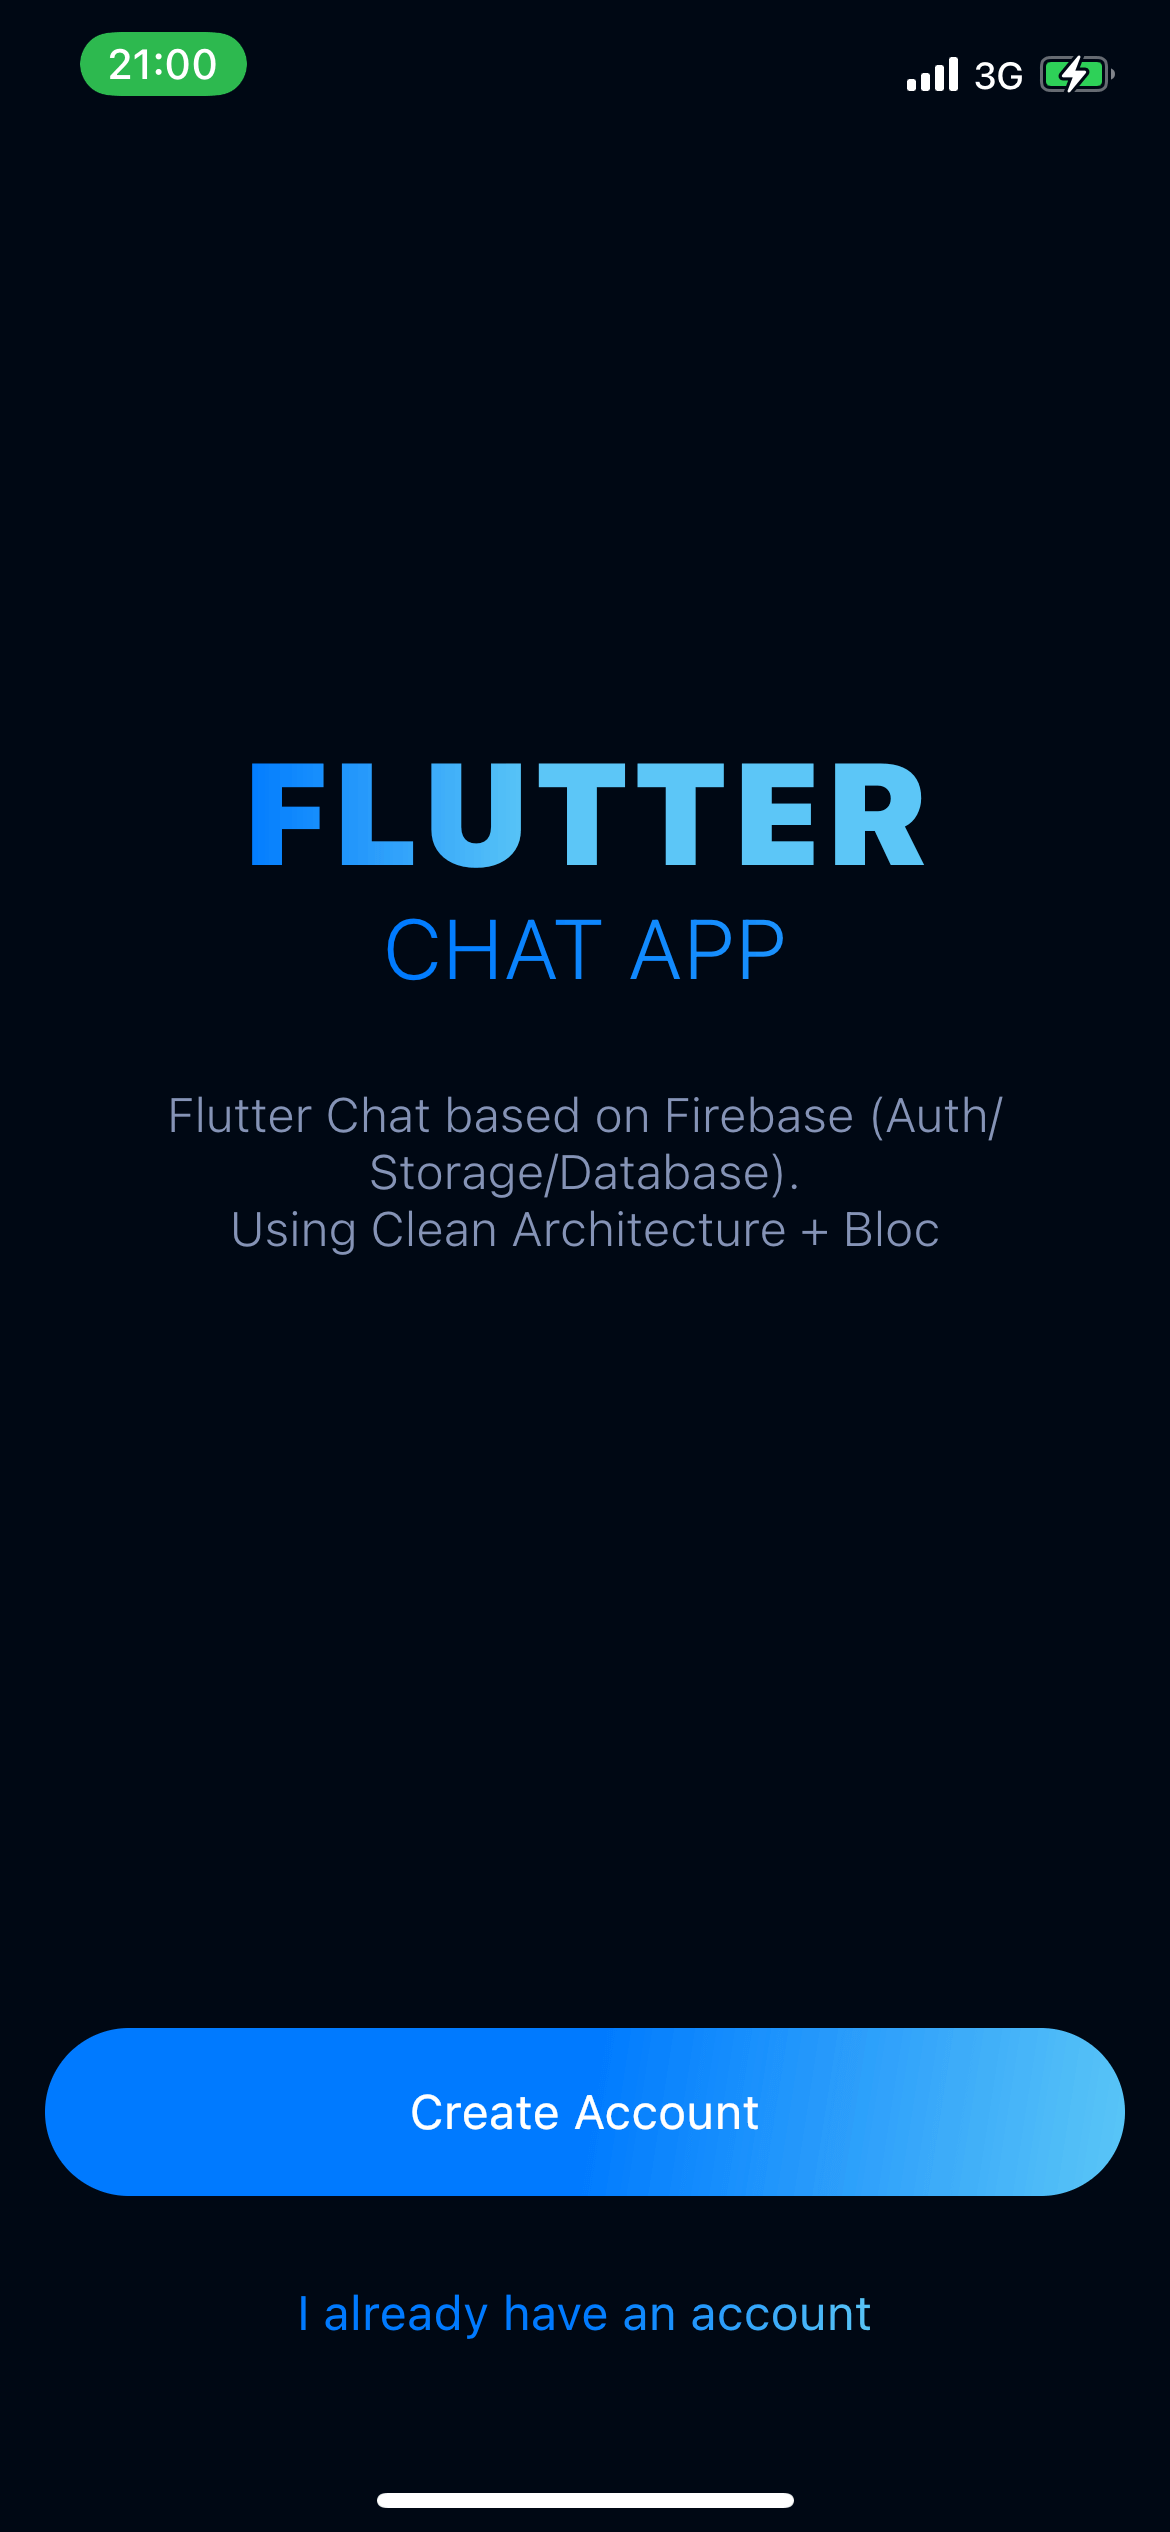 21:00
3G
FLUTTER
CHAT APP
Flutter Chat based on Firebase (Auth/
Storage/Database).
Using Clean Architecture + Bloc
Create Account
I already have an account